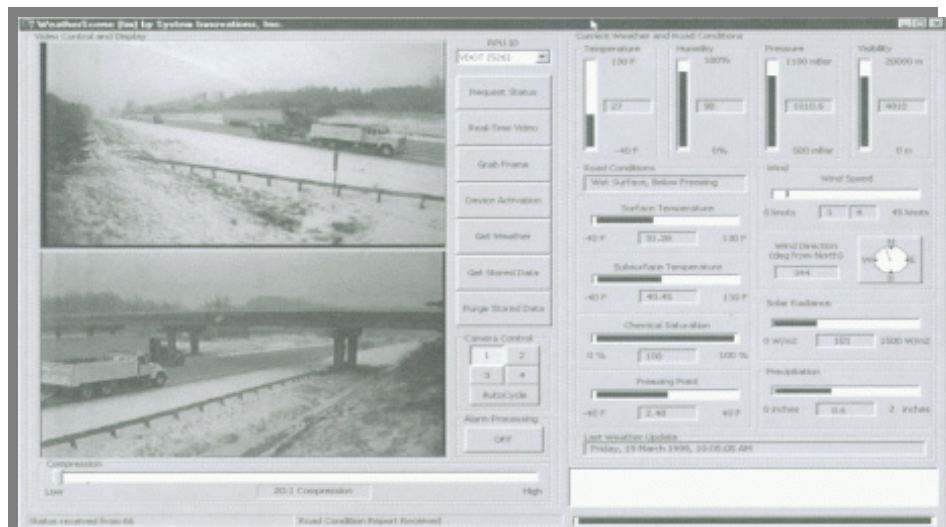 WeatherScene (tm) by System Innovations, Inc.
Video Control and Display
RPU ID
VDOT [526]
Request Status
Real-Time Video
Grab Frame
Device Activation
Get Weather
Get Stored Data
Purge Stored Data
Camera Control
1 2
3 4
AutoCycle
Alarm Processing
OFF
Compression
Low 20:1 Compression High
Current Weather and Road Conditions
Temperature
130 F
27
-40 F
Humidity
100%
98
0%
Pressure
1100 mBar
1010.6
500 mBar
Visibility
20000 m
4810
0 m
Road Conditions
Wet Surface, Below Freezing
Surface Temperature
-40 F 31.28 130 F
Subsurface Temperature
-40 F 40.45 130 F
Chemical Saturation
0 % 100 100 %
Freezing Point
-40 F 2.48 40 F
Wind
Wind Speed
0 knots 3 4 45 knots
Wind Direction
(deg from North)
344
N
W E
S
Solar Radiance
0 W/m2 101 1500 W/m2
Precipitation
0 inches 0.6 2 inches
Last Weather Update
Friday, 19 March 1999, 10:08:05 AM
Status received from 66
Road Condition Report Received